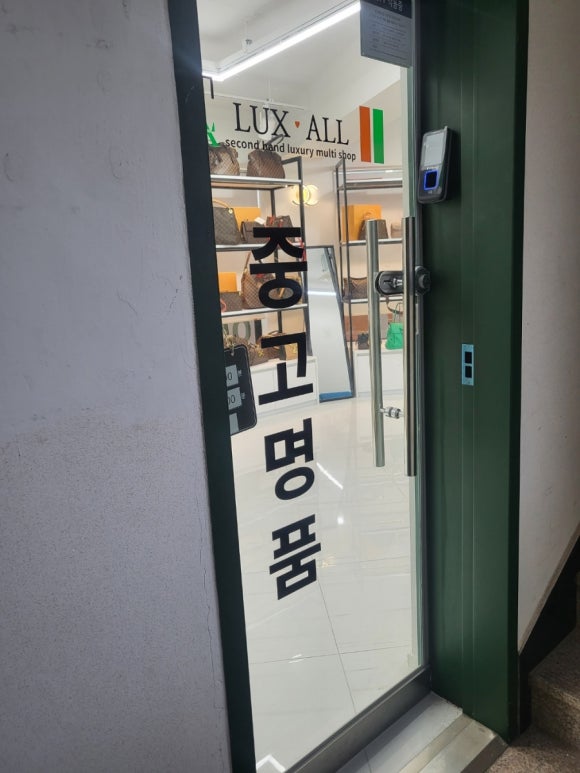 LUX ♥ ALL
second hand luxury multi shop
중고명품